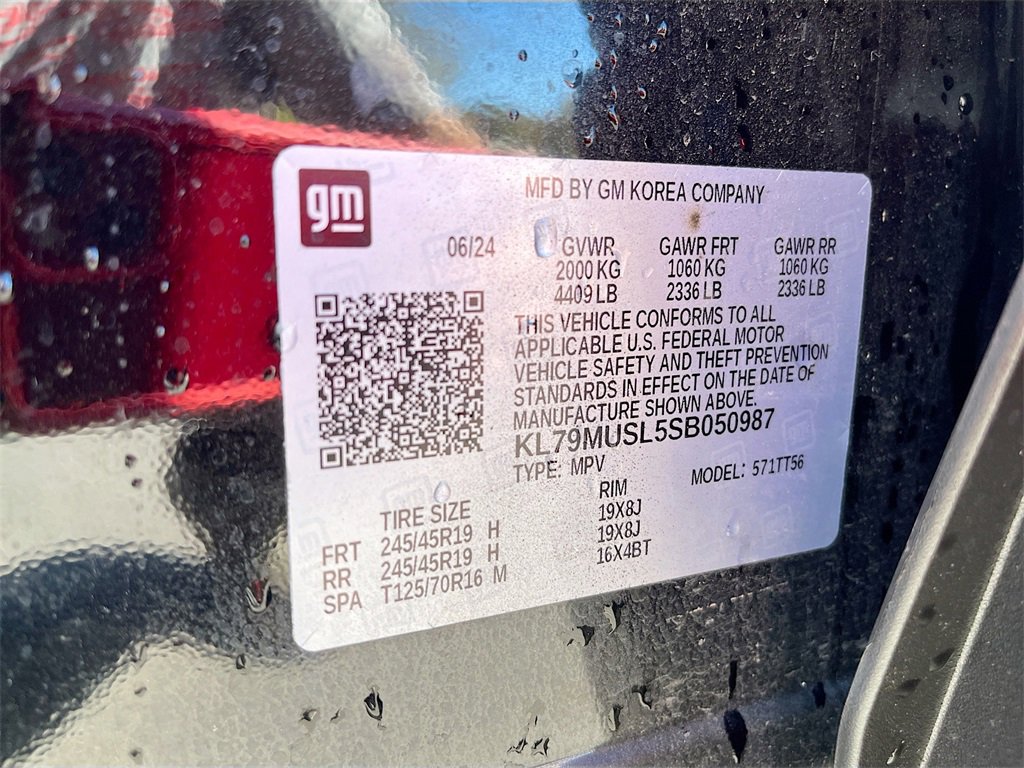 gm
MFD BY GM KOREA COMPANY
06/24
GVWR GAWR FRT GAWR RR
2000 KG 1060 KG 1060 KG
4409 LB 2336 LB 2336 LB
THIS VEHICLE CONFORMS TO ALL
APPLICABLE U.S. FEDERAL MOTOR
VEHICLE SAFETY AND THEFT PREVENTION
STANDARDS IN EFFECT ON THE DATE OF
MANUFACTURE SHOWN ABOVE.
KL79MUSL5SB050987
TYPE: MPV MODEL: 571TT56
TIRE SIZE RIM
FRT 245/45R19 H 19X8J
RR 245/45R19 H 19X8J
SPA T125/70R16 M 16X4BT